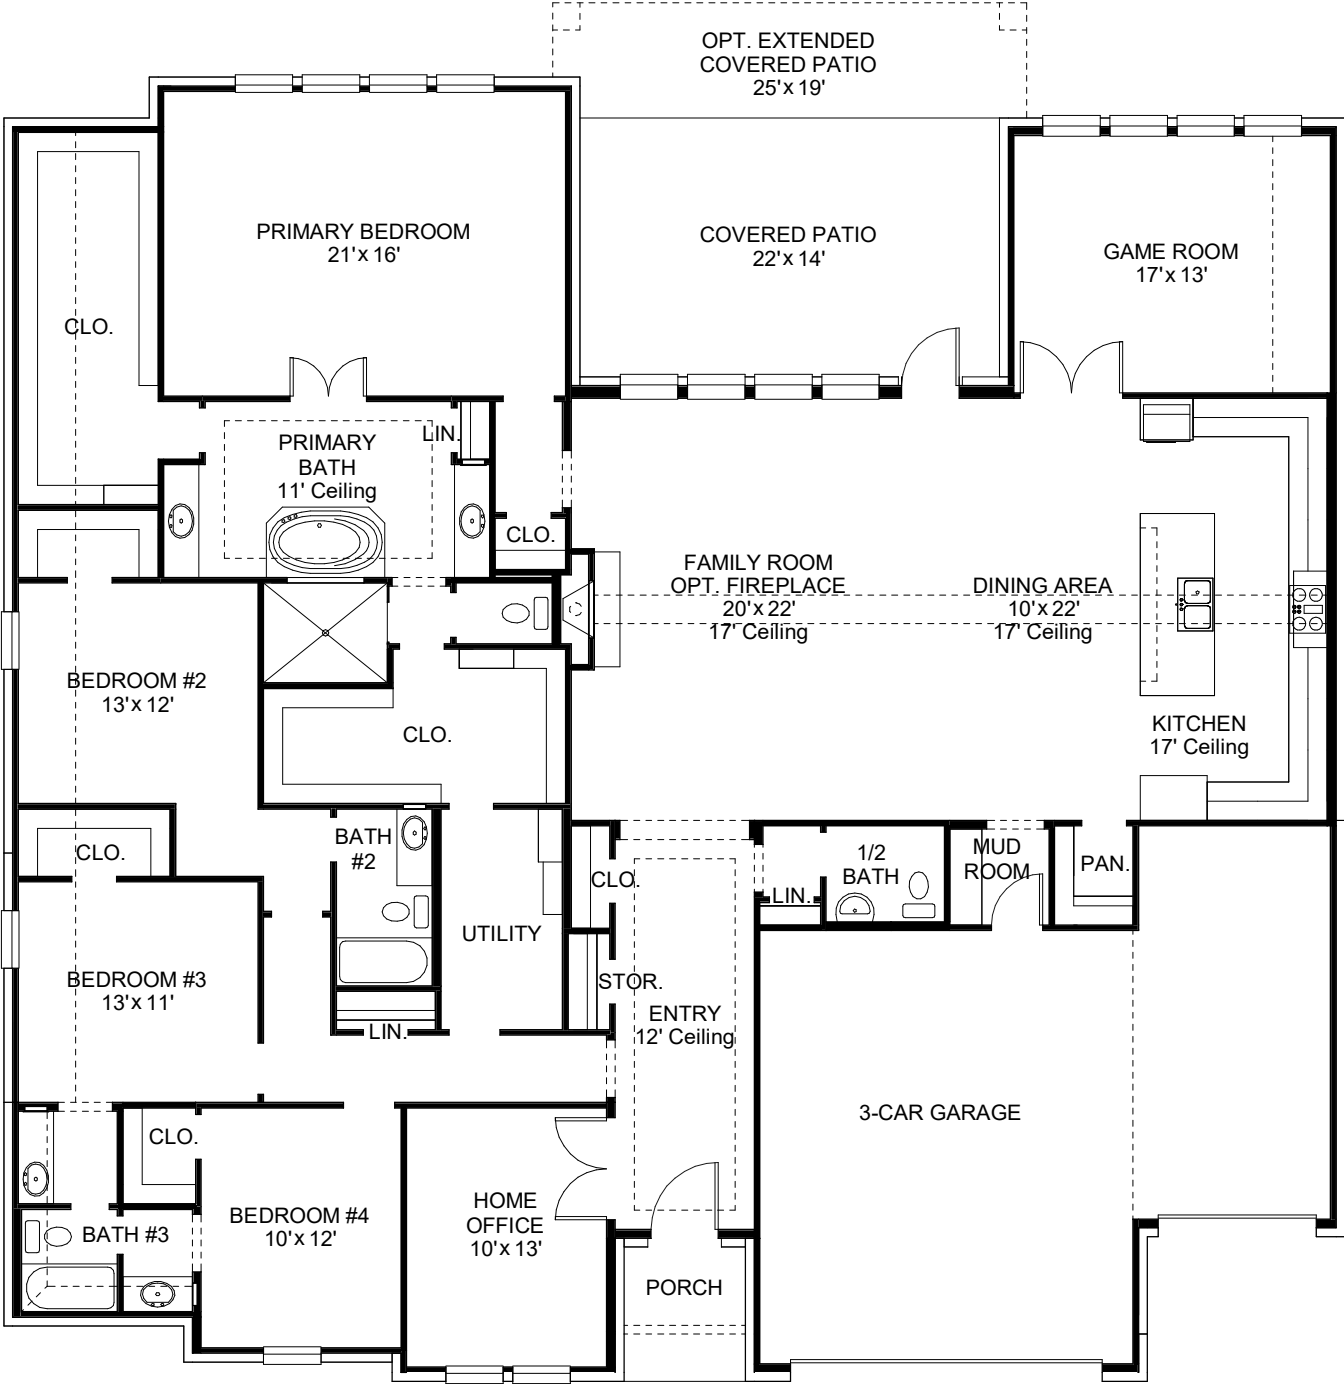 OPT. EXTENDED
COVERED PATIO
25' x 19'
PRIMARY BEDROOM
21' x 16'
COVERED PATIO
22' x 14'
GAME ROOM
17' x 13'
CLO.
PRIMARY
BATH
11' Ceiling
LIN.
CLO.
FAMILY ROOM
OPT. FIREPLACE
20' x 22'
17' Ceiling
DINING AREA
10' x 22'
17' Ceiling
BEDROOM #2
13' x 12'
CLO.
KITCHEN
17' Ceiling
CLO.
BATH
#2
CLO.
LIN.
1/2
BATH
MUD
ROOM
PAN.
UTILITY
BEDROOM #3
13' x 11'
STOR.
LIN.
ENTRY
12' Ceiling
3-CAR GARAGE
CLO.
BATH #3
BEDROOM #4
10' x 12'
HOME
OFFICE
10' x 13'
PORCH